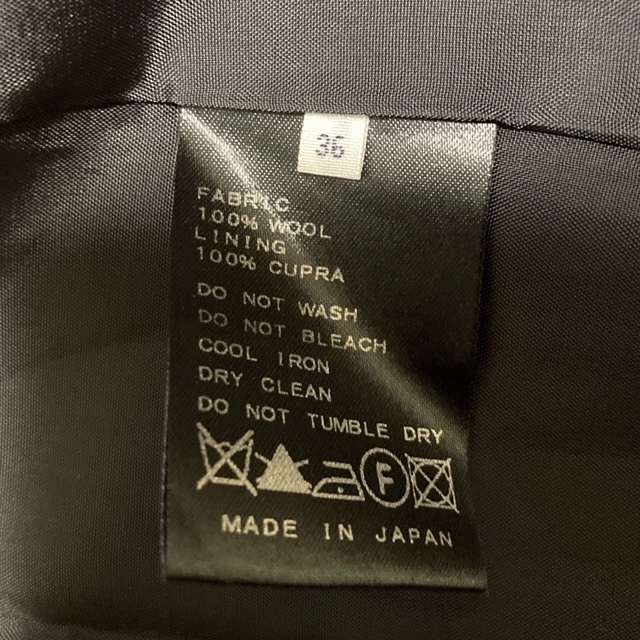 36
FABRIC
100% WOOL
LINING
100% CUPRA
DO NOT WASH
DO NOT BLEACH
COOL IRON
DRY CLEAN
DO NOT TUMBLE DRY
F
MADE IN JAPAN